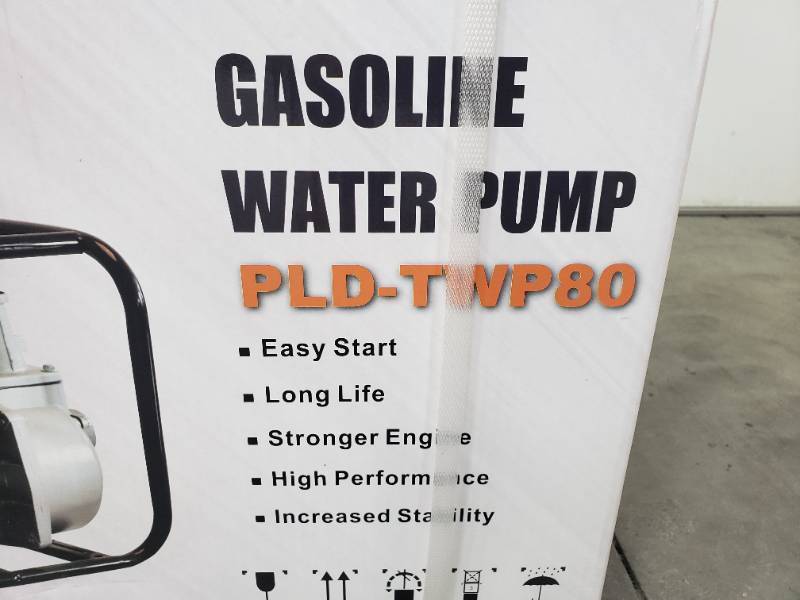 GASOLINE
WATER PUMP
PLD-TWP80
Easy Start
Long Life
Stronger Engine
High Performance
Increased Stability